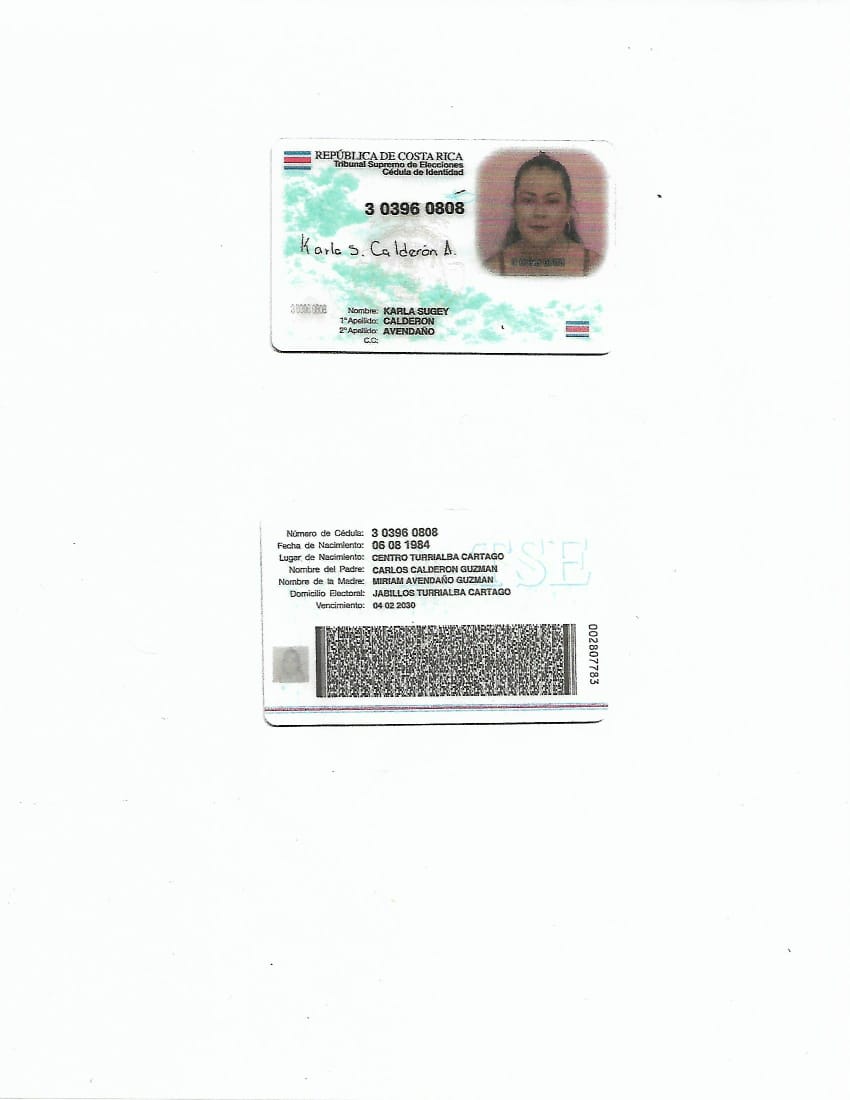 REPÚBLICA DE COSTA RICA
Tribunal Supremo de Elecciones
Cédula de Identidad
3 0396 0808
Karla S. Calderón A.
3 0396 0808
Nombre: KARLA SUGEY
1º Apellido: CALDERON
2º Apellido: AVENDAÑO
C.C:
TSE
Número de Cédula: 3 0396 0808
Fecha de Nacimiento: 06 08 1984
Lugar de Nacimiento: CENTRO TURRIALBA CARTAGO
Nombre del Padre: CARLOS CALDERON GUZMAN
Nombre de la Madre: MIRIAM AVENDAÑO GUZMAN
Domicilio Electoral: JABILLOS TURRIALBA CARTAGO
Vencimiento: 04 02 2030
002807783